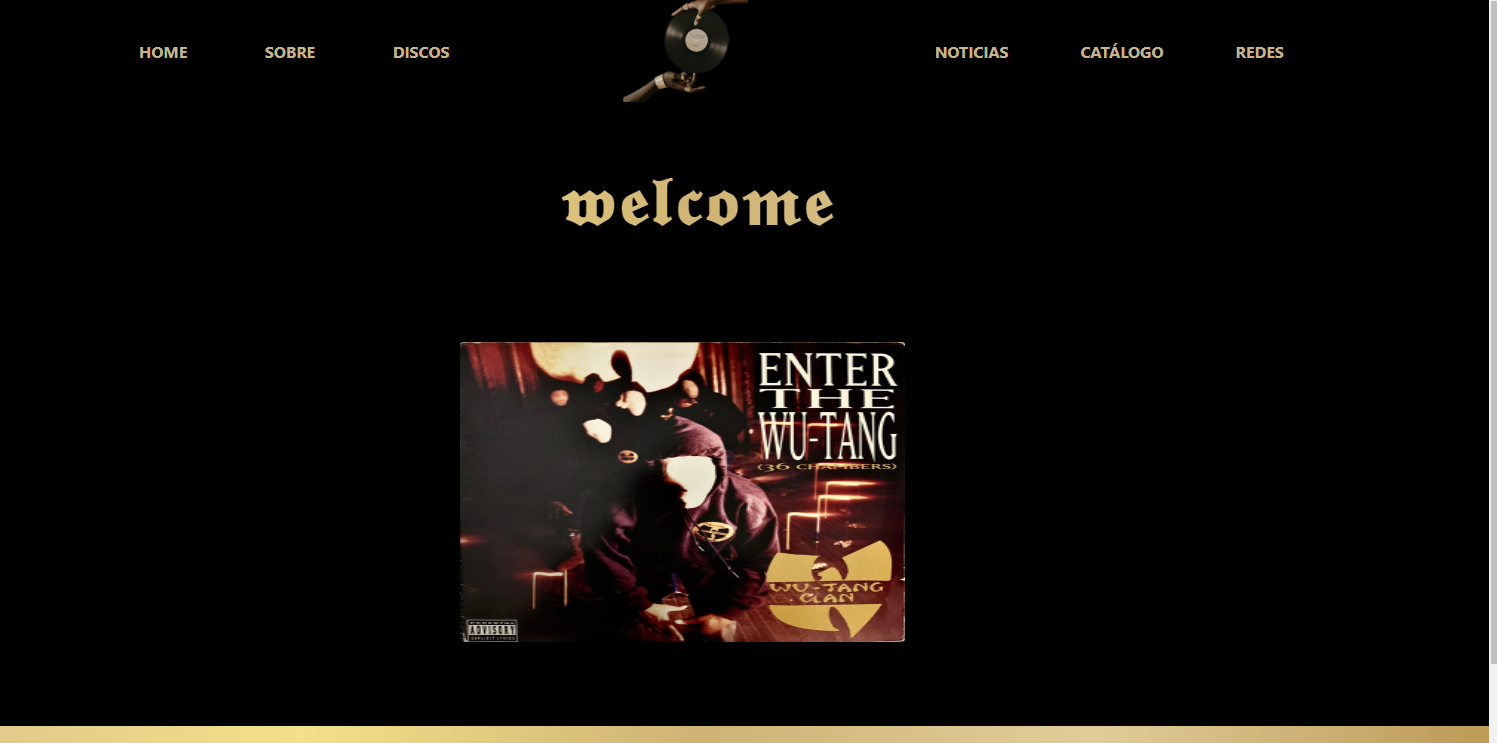 HOME SOBRE DISCOS NOTICIAS CATÁLOGO REDES
welcome
ENTER
THE
WU-TANG
(36 CHAMBERS)
WU-TANG
CLAN
PARENTAL
ADVISORY
EXPLICIT LYRICS